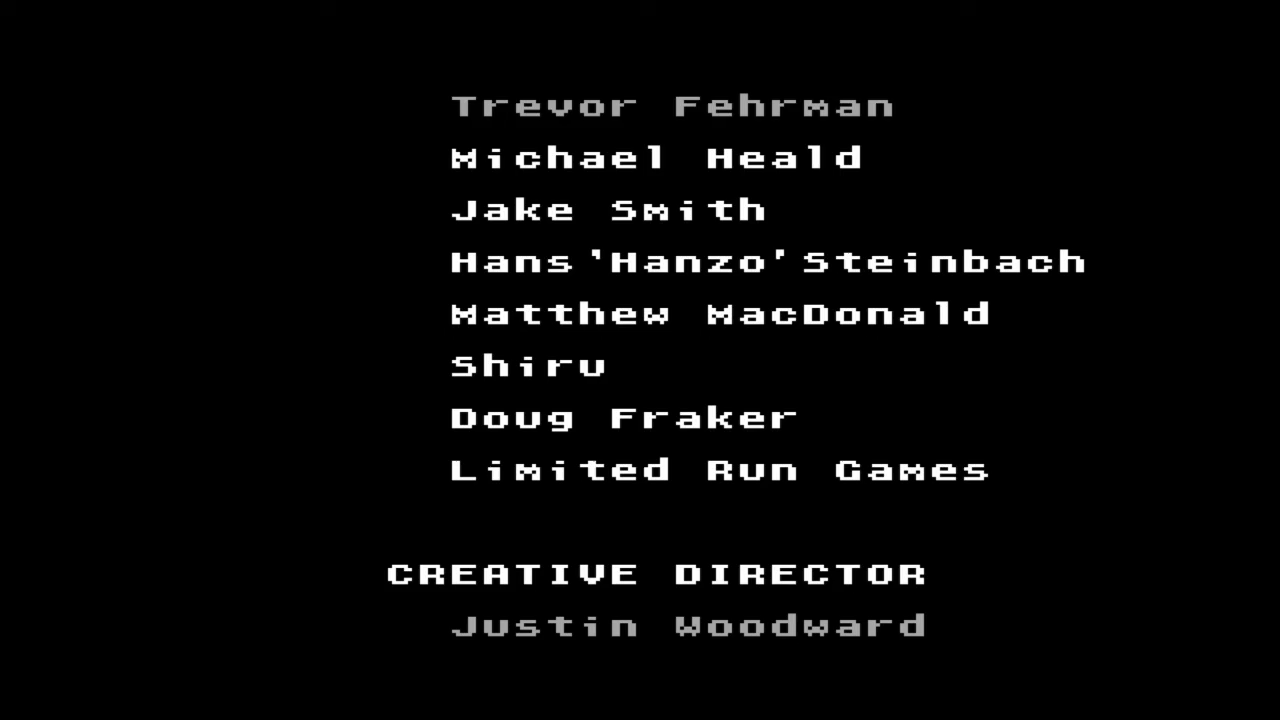 Trevor Fehrman
Michael Heald
Jake Smith
Hans 'Hanzo' Steinbach
Matthew MacDonald
Shiru
Doug Fraker
Limited Run Games
CREATIVE DIRECTOR
Justin Woodward